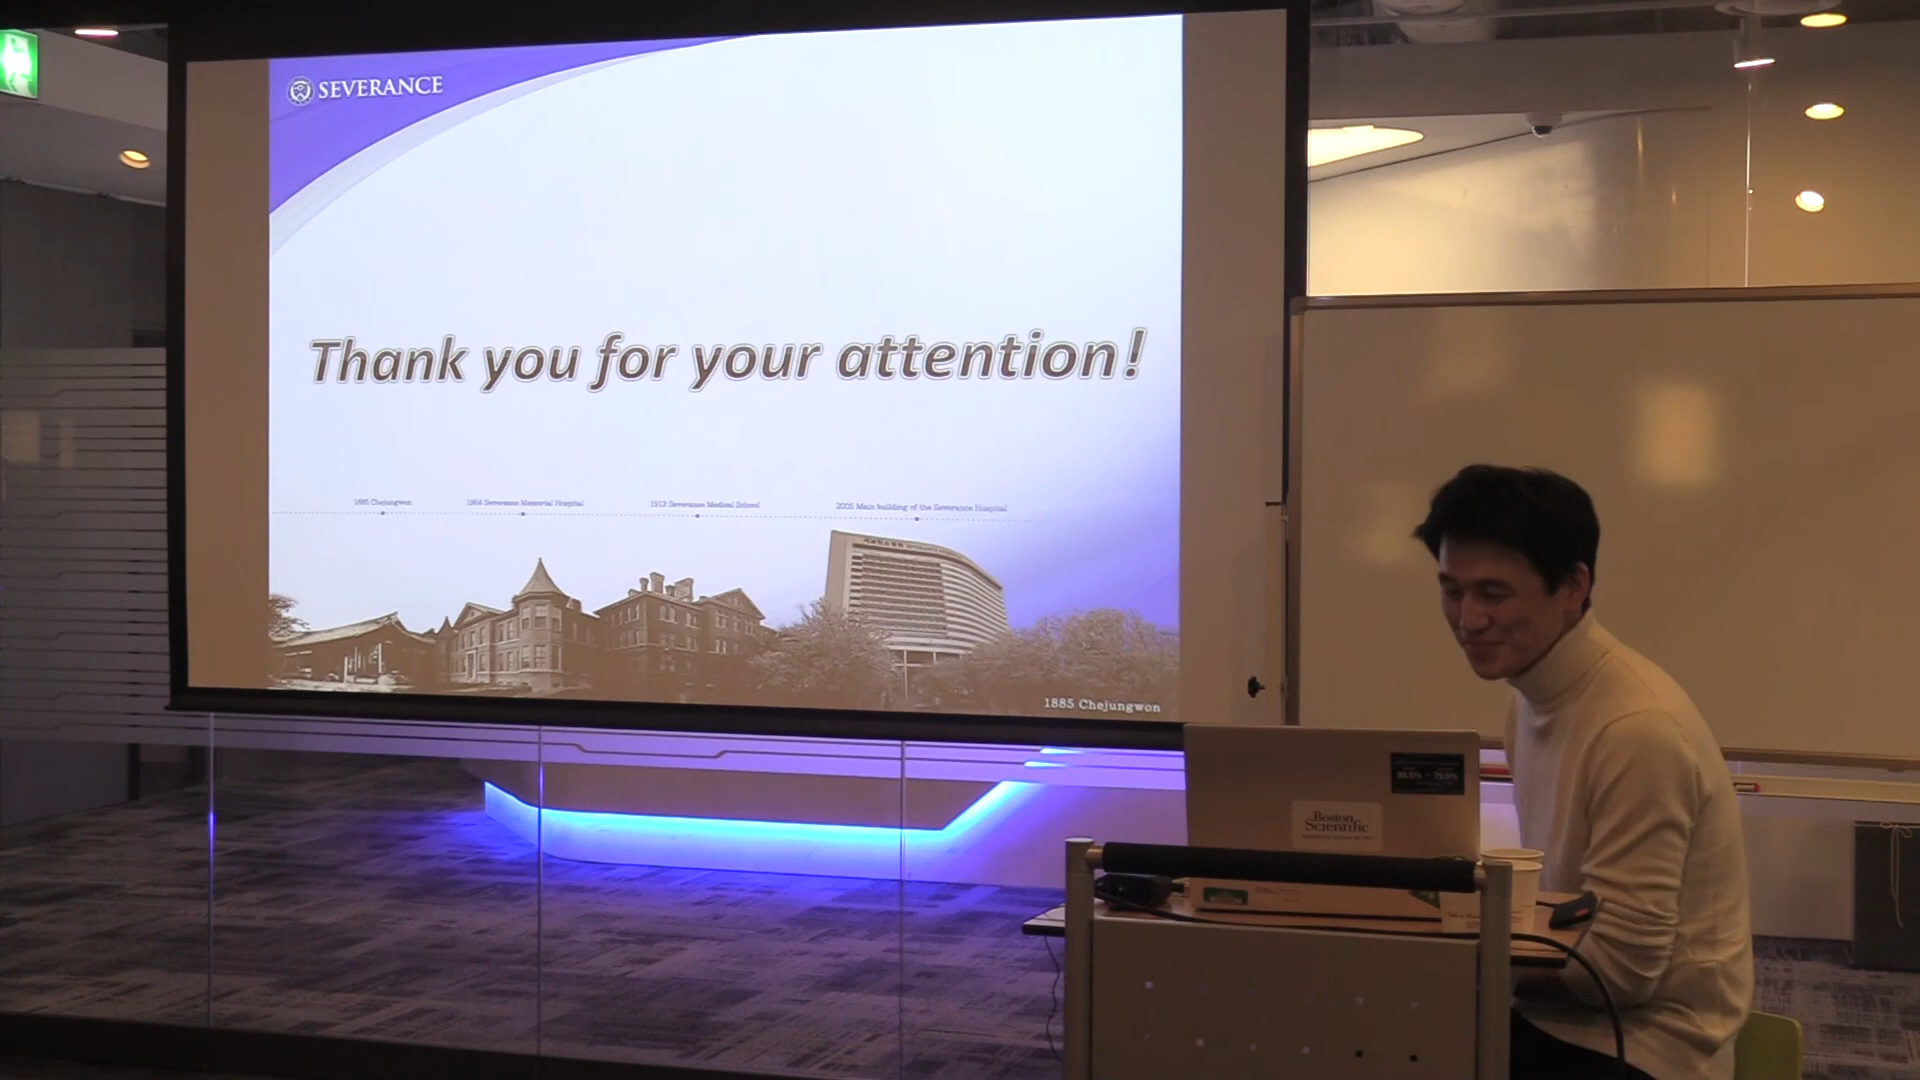 SEVERANCE
Thank you for your attention!
1885 Chejungwon
1904 Severance Memorial Hospital
1913 Severance Medical School
2005 Main building of the Severance Hospital
1885 Chejungwon
Boston
Scientific